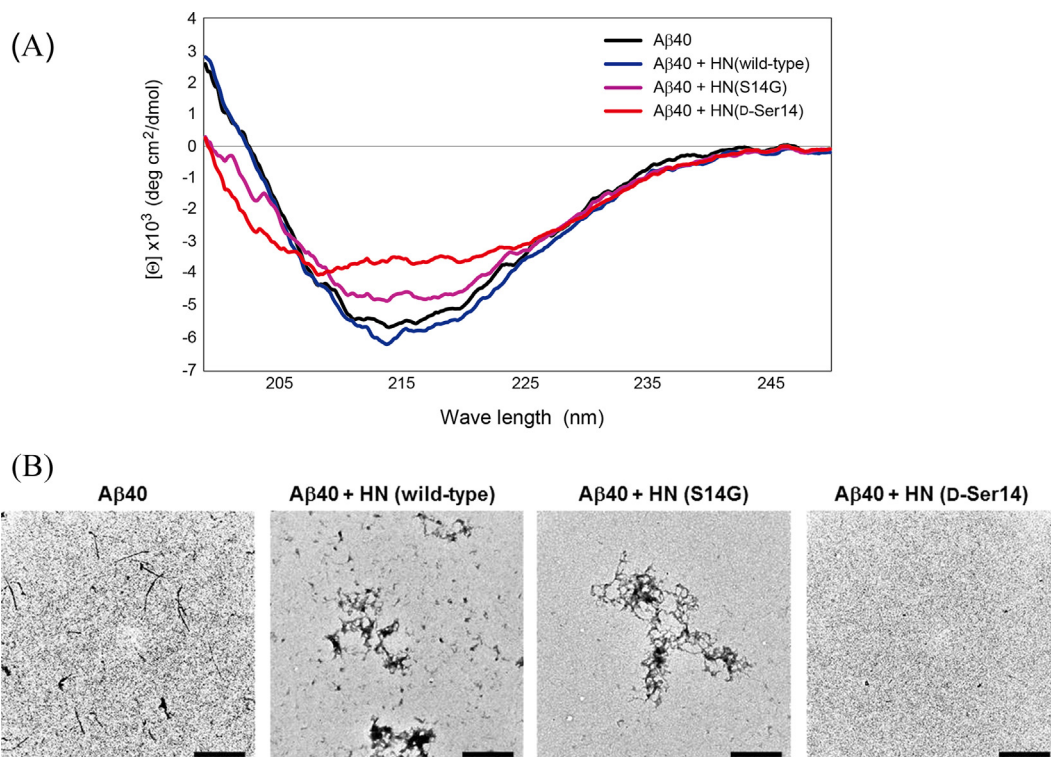 (A)
4
3
2
1
0
-1
-2
-3
-4
-5
-6
-7
[Θ] x10³ (deg cm²/dmol)
Aβ40
Aβ40 + HN(wild-type)
Aβ40 + HN(S14G)
Aβ40 + HN(D-Ser14)
205 215 225 235 245
Wave length (nm)
(B)
Aβ40 Aβ40 + HN (wild-type) Aβ40 + HN (S14G) Aβ40 + HN (D-Ser14)